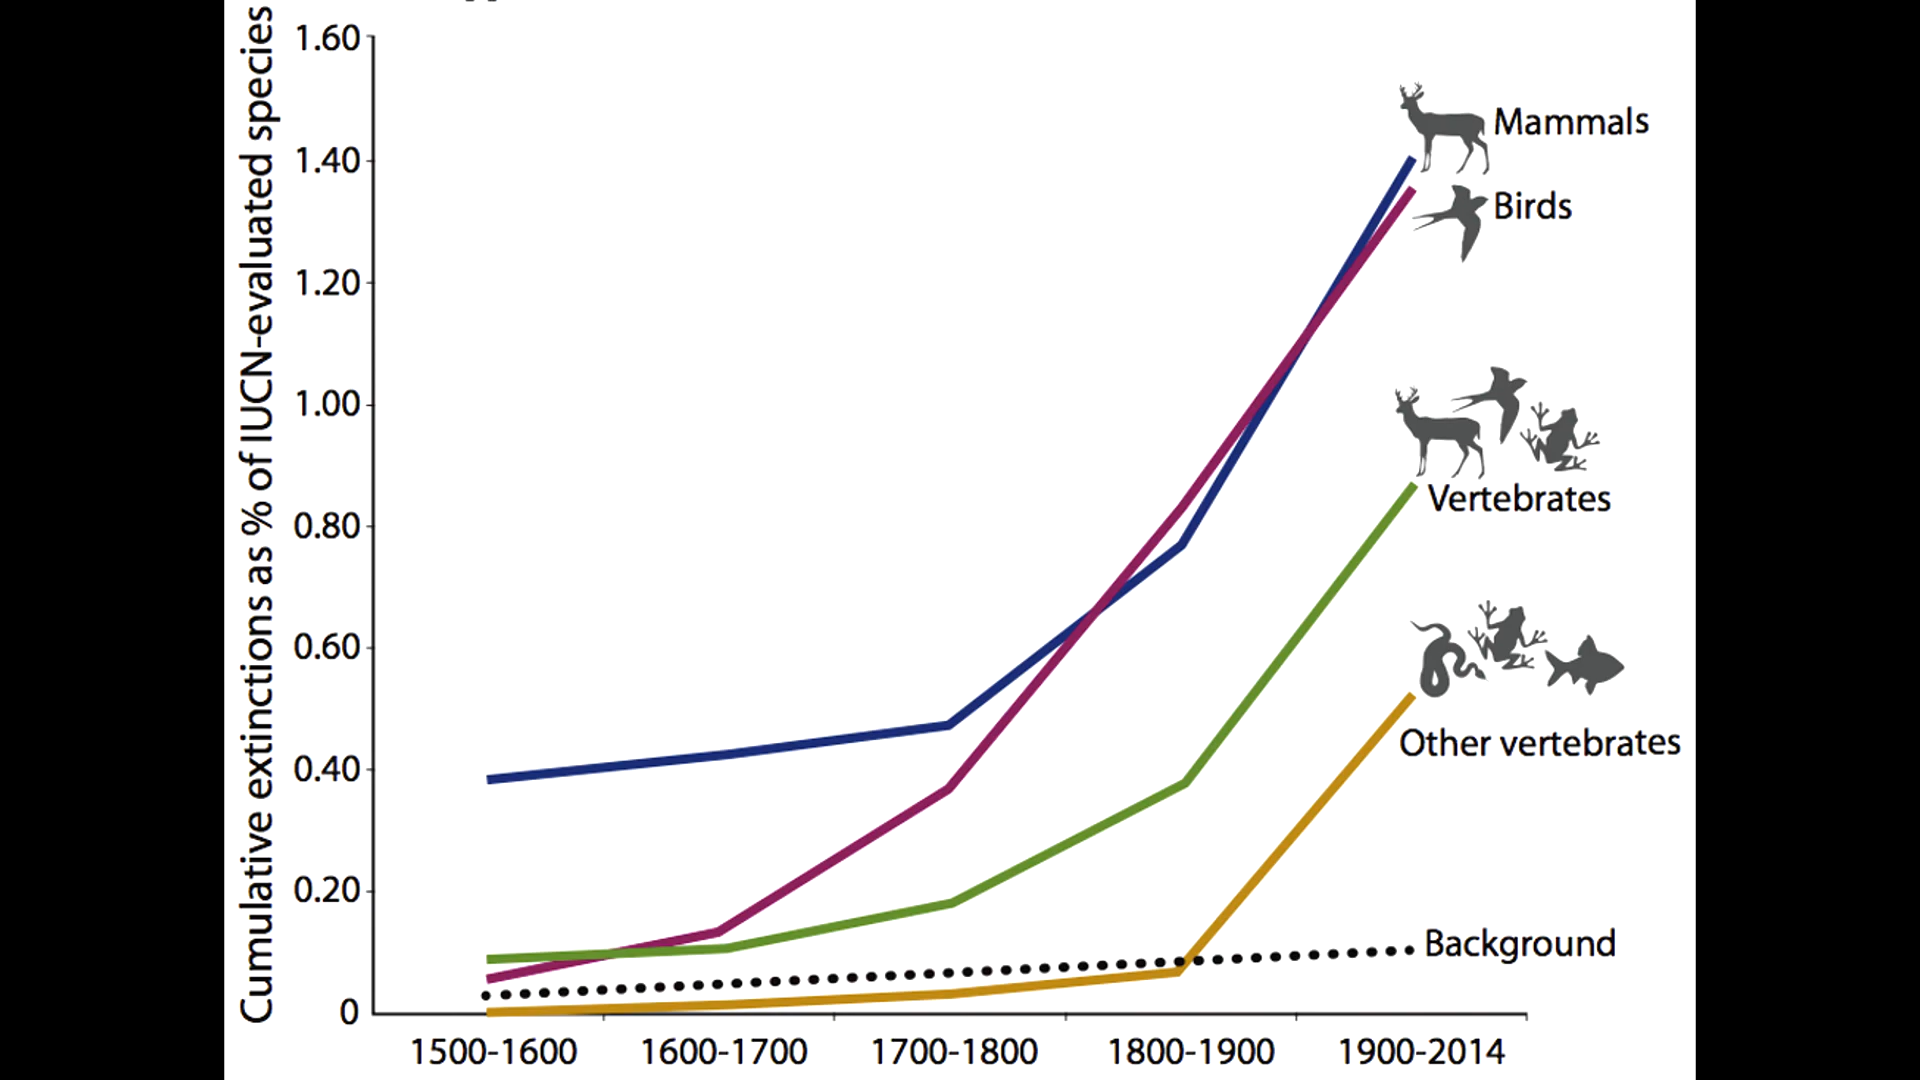 Cumulative extinctions as % of IUCN-evaluated species
1.60
1.40
1.20
1.00
0.80
0.60
0.40
0.20
0
Mammals
Birds
Vertebrates
Other vertebrates
Background
1500-1600 1600-1700 1700-1800 1800-1900 1900-2014